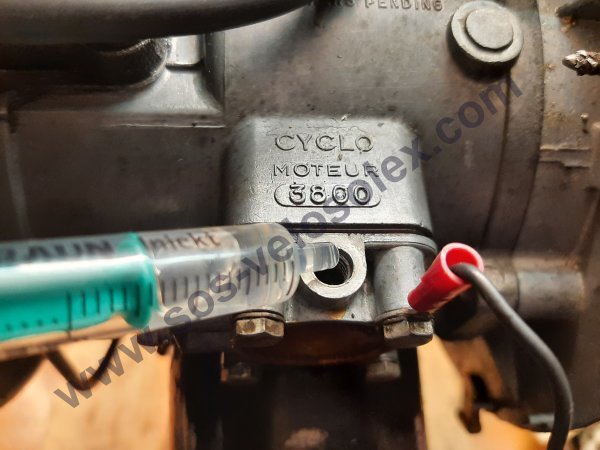 PENDING
CYCLO
MOTEUR
3800
BRAUN Injekt
www.sos-velosolex.com